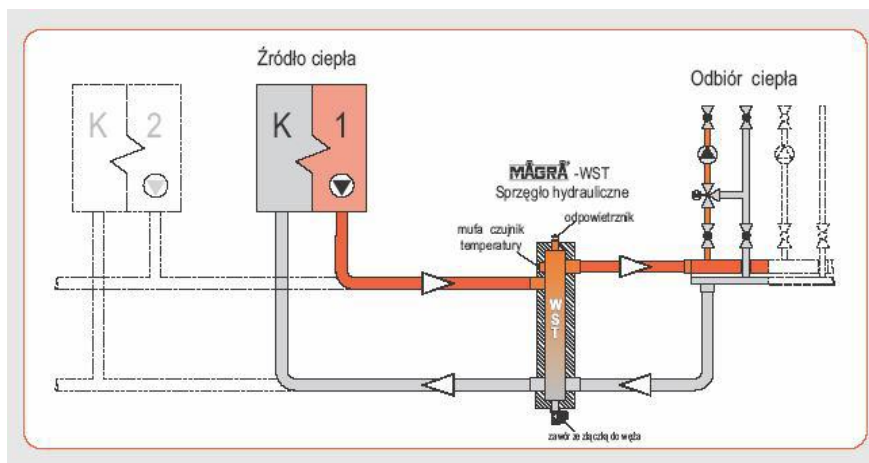 Źródło ciepła
Odbiór ciepła
K 2
K 1
MAGRA -WST
Sprzęgło hydrauliczne
odpowietrznik
mufa czujnik
temperatury
WST
zawór ze złączką do węża